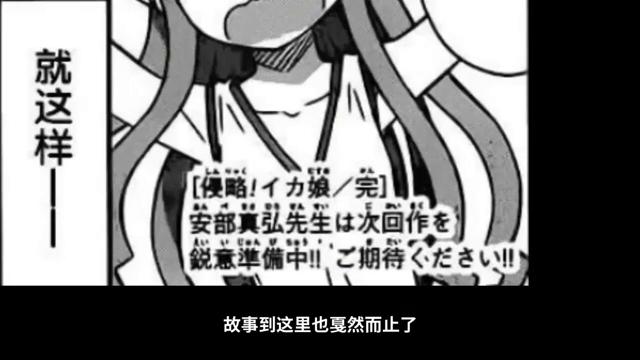 就这样——
[侵略!イカ娘／完]
安部真弘先生は次回作を
鋭意準備中!! ご期待ください!!
故事到这里也戛然而止了